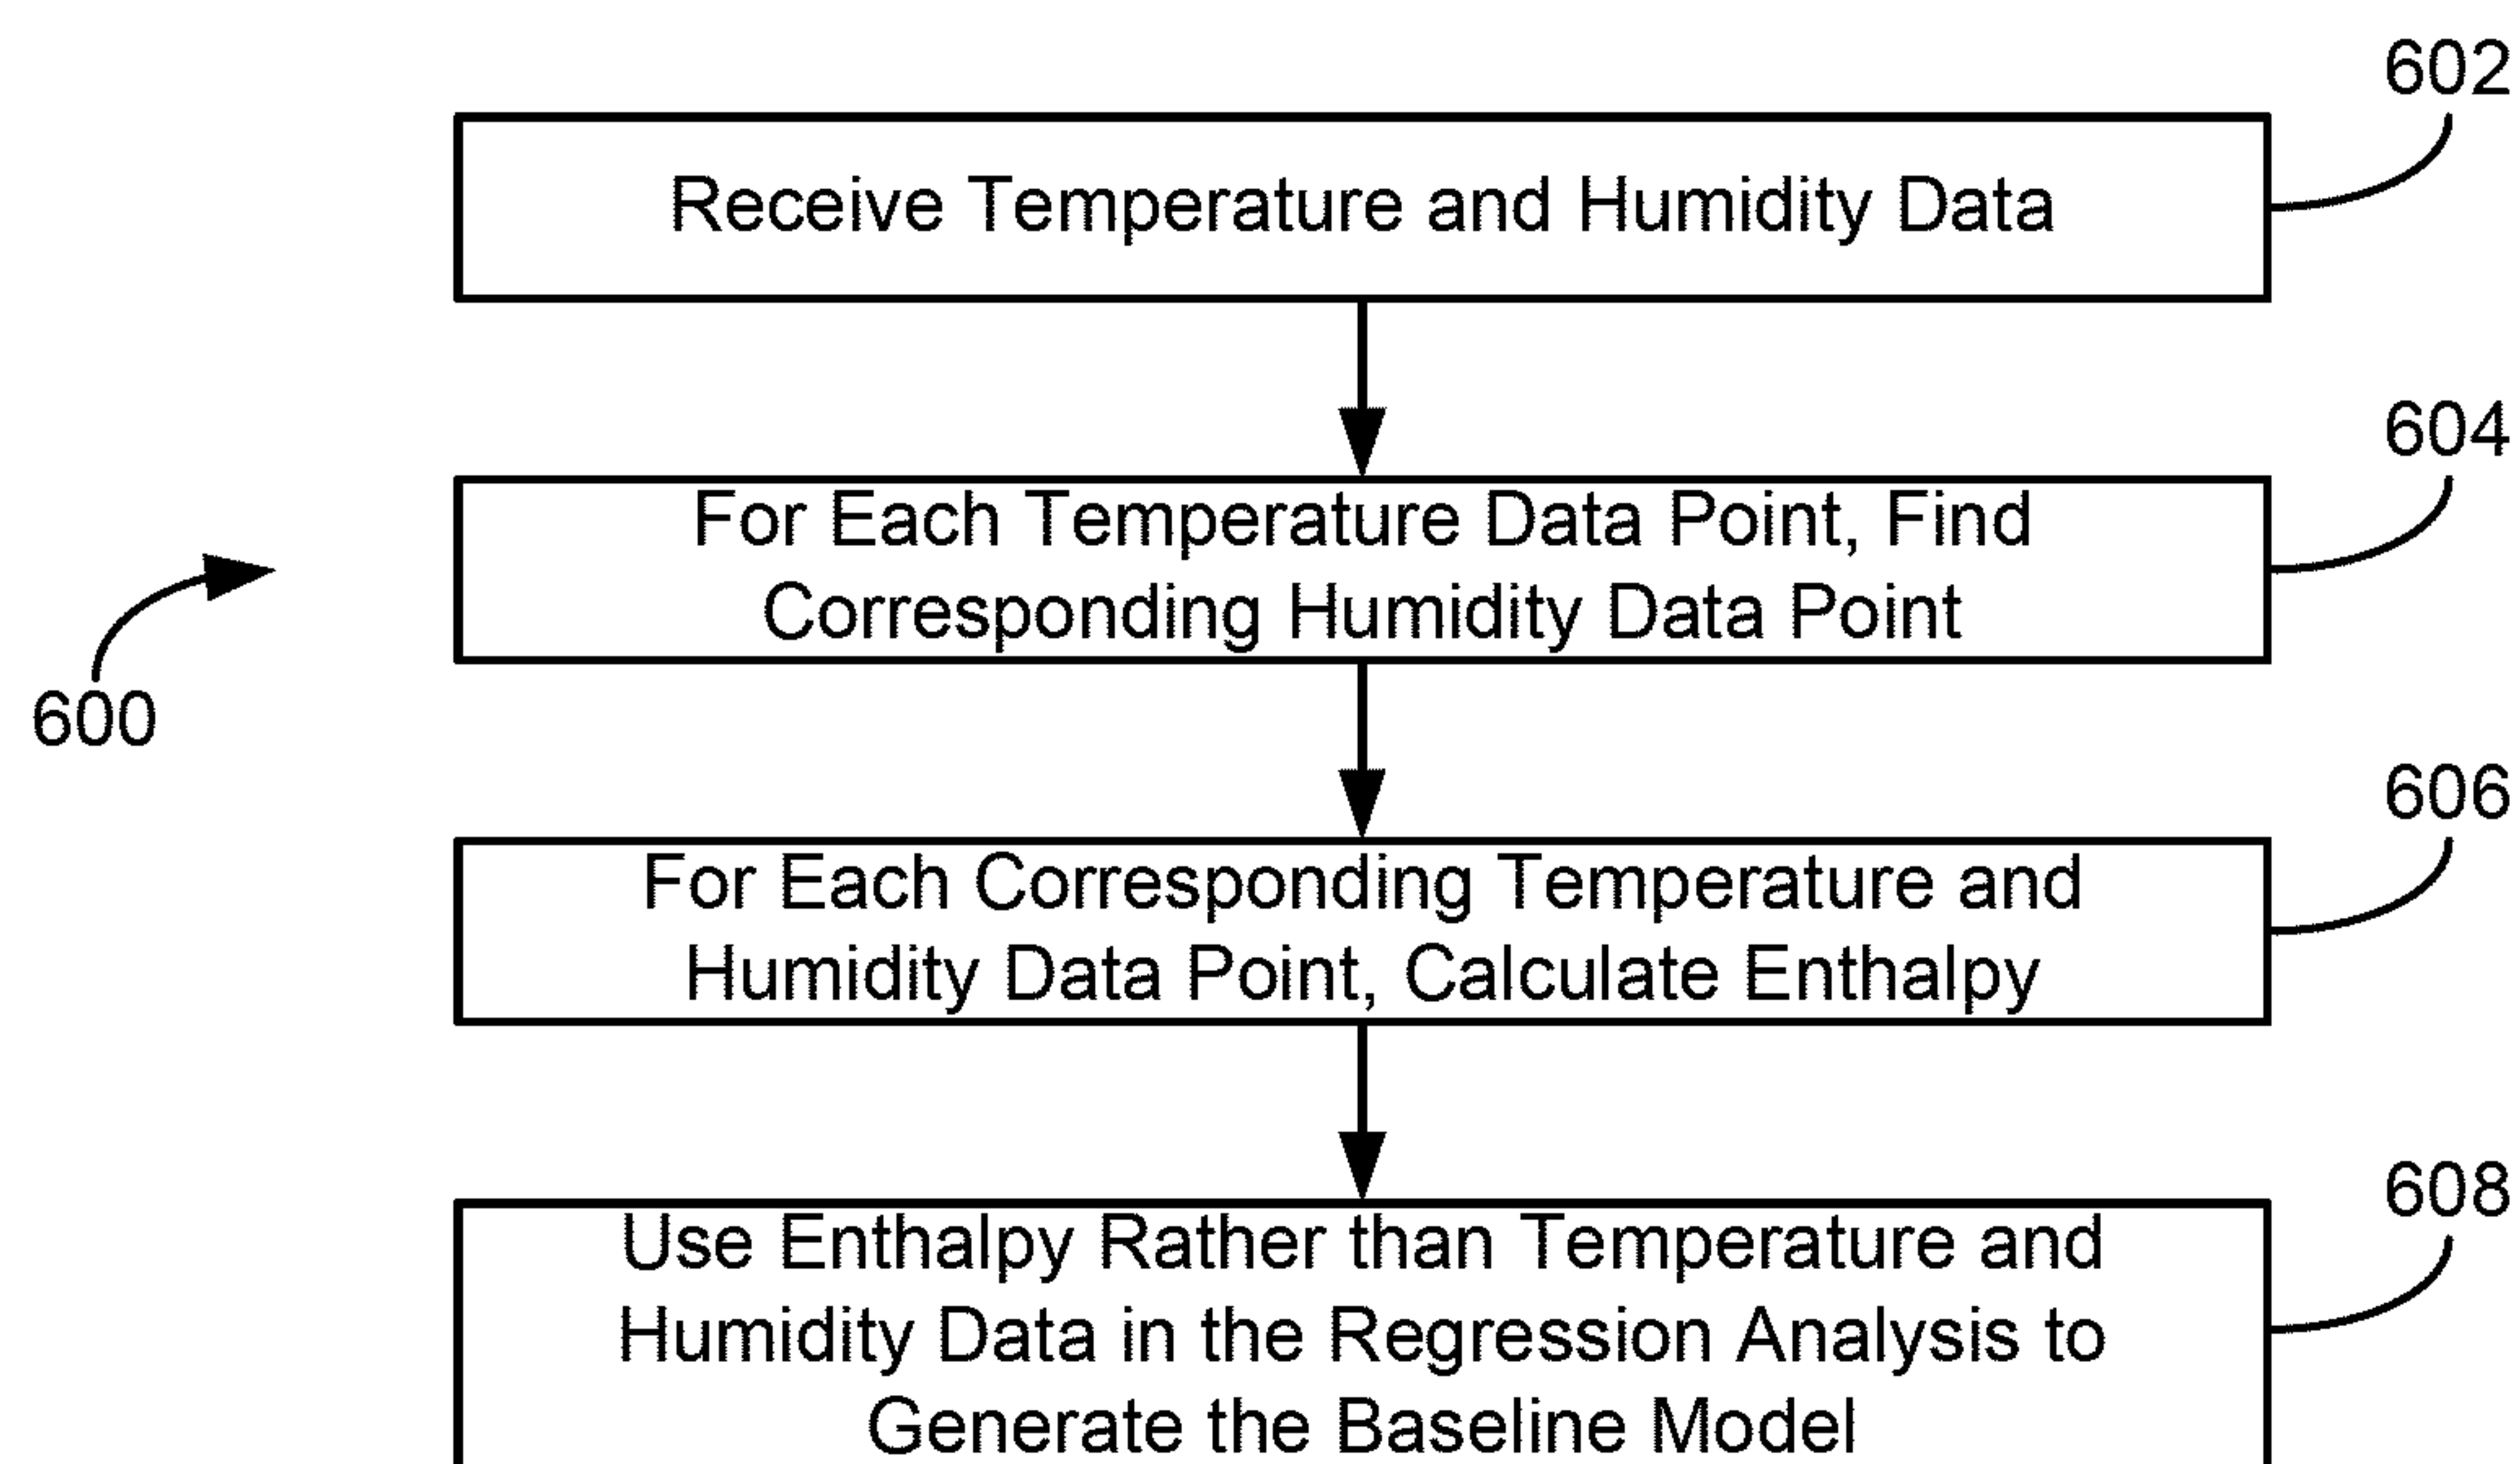 602
Receive Temperature and Humidity Data
604
For Each Temperature Data Point, Find
Corresponding Humidity Data Point
600
606
For Each Corresponding Temperature and
Humidity Data Point, Calculate Enthalpy
608
Use Enthalpy Rather than Temperature and
Humidity Data in the Regression Analysis to
Generate the Baseline Model